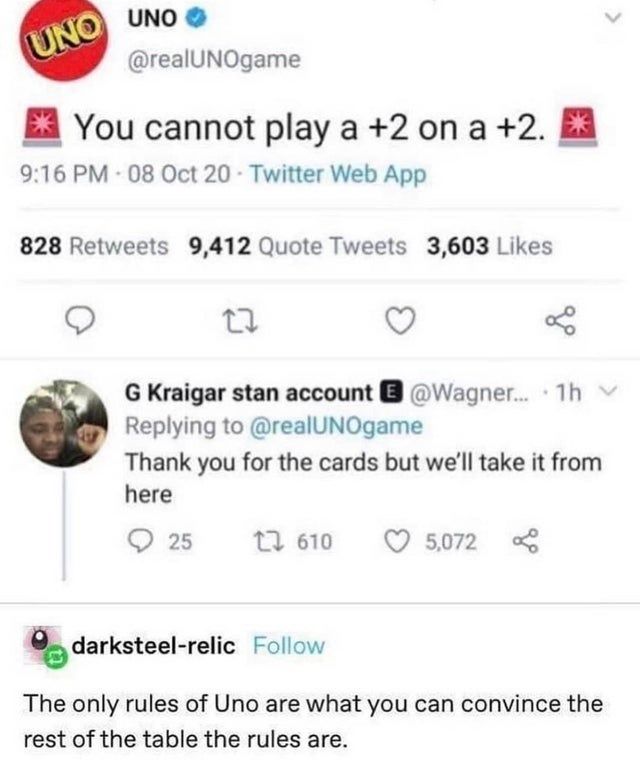 UNO
UNO
@realUNOgame
🚨 You cannot play a +2 on a +2. 🚨
9:16 PM · 08 Oct 20 · Twitter Web App
828 Retweets 9,412 Quote Tweets 3,603 Likes
G Kraigar stan account 🅴 @Wagner... · 1h
Replying to @realUNOgame
Thank you for the cards but we'll take it from
here
25 610 5,072
darksteel-relic Follow
The only rules of Uno are what you can convince the
rest of the table the rules are.